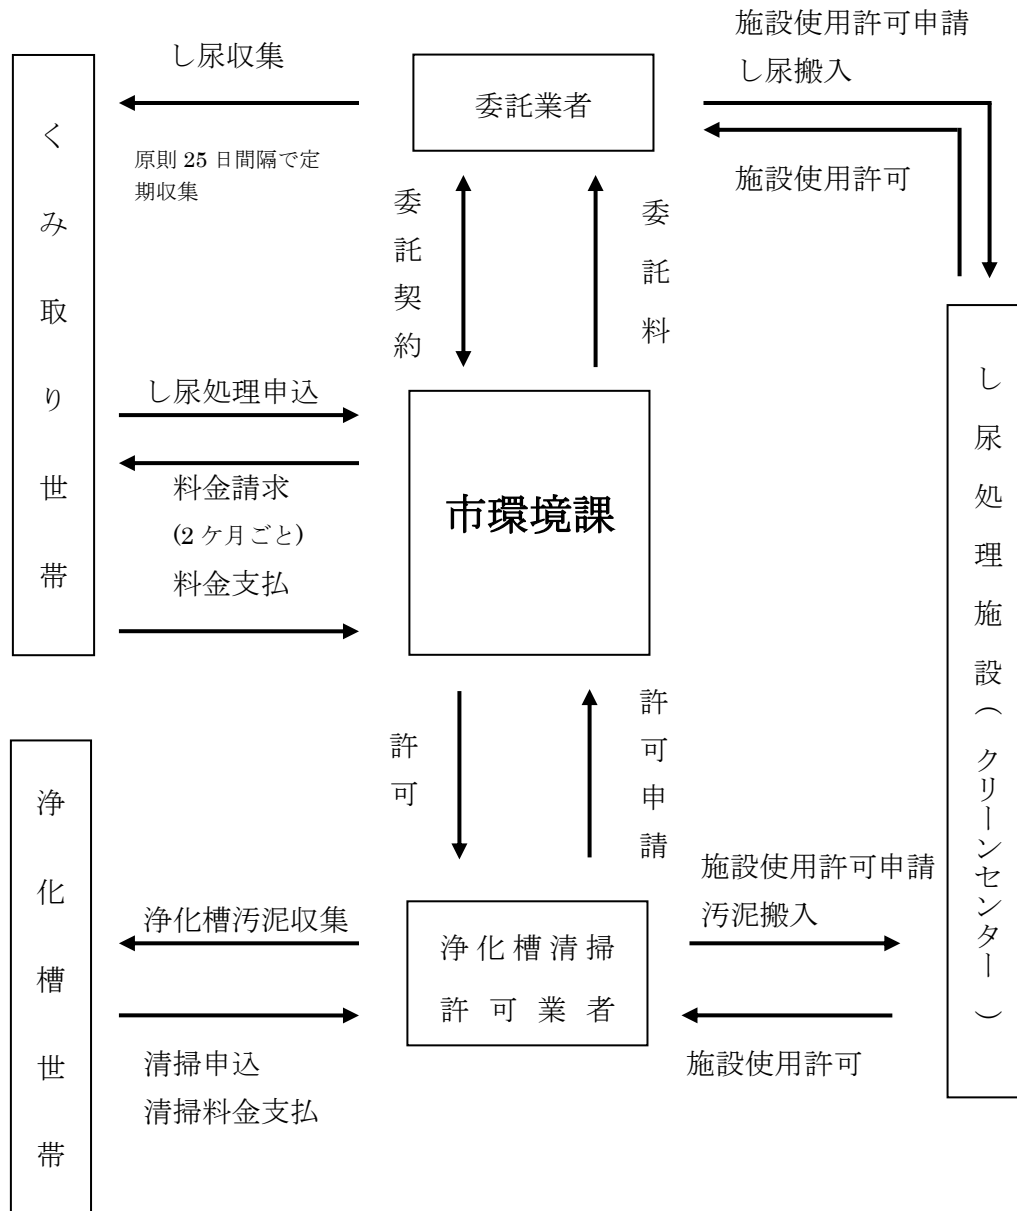 し尿収集
委託業者
施設使用許可申請
し尿搬入
原則 25 日間隔で定
期収集
施設使用許可
くみ取り世帯
委託契約
委託料
し尿処理申込
料金請求
(2 ケ月ごと)
料金支払
市環境課
し尿処理施設(クリーンセンター)
許可
許可申請
浄化槽世帯
浄化槽汚泥収集
浄化槽清掃
許可業者
施設使用許可申請
汚泥搬入
清掃申込
清掃料金支払
施設使用許可